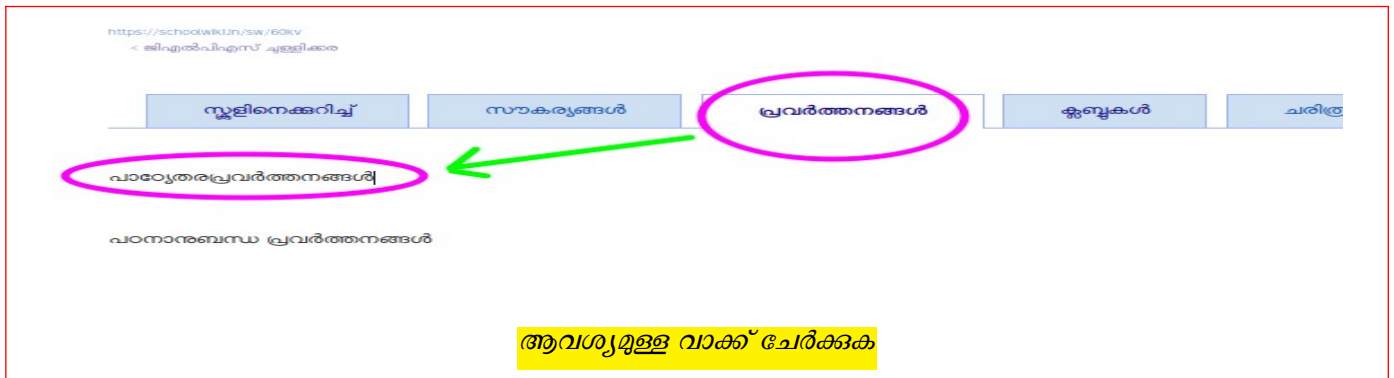 https://schoolwiki.in/sw/60kv
< ജിഎൽപിഎസ് ചുള്ളിക്കര
സ്കൂളിനെക്കുറിച്ച് സൗകര്യങ്ങൾ പ്രവർത്തനങ്ങൾ ക്ലബ്ബുകൾ ചരിത്ര
പാഠ്യേതരപ്രവർത്തനങ്ങൾ
പഠനാനുബന്ധ പ്രവർത്തനങ്ങൾ
ആവശ്യമുള്ള വാക്ക് ചേർക്കുക